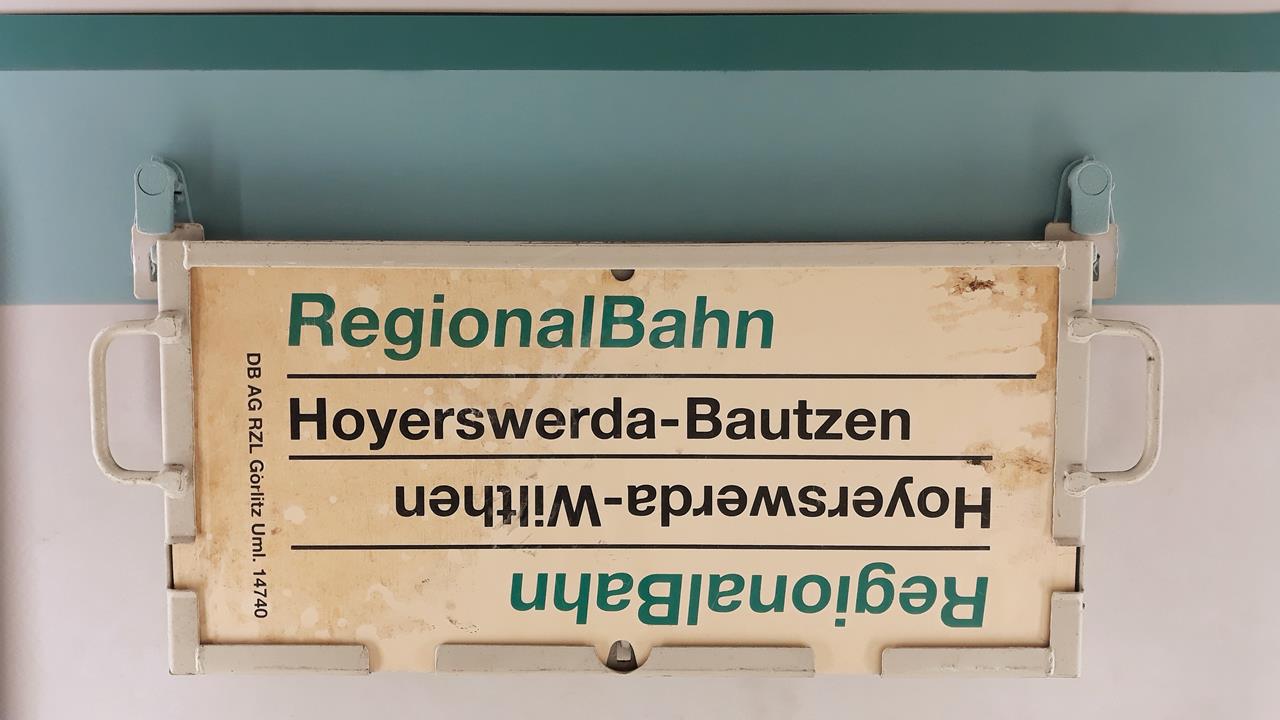 RegionalBahn
Hoyerswerda-Bautzen
Hoyerswerda-Wilthen
RegionalBahn
DB AG RZL Görlitz Uml. 14740